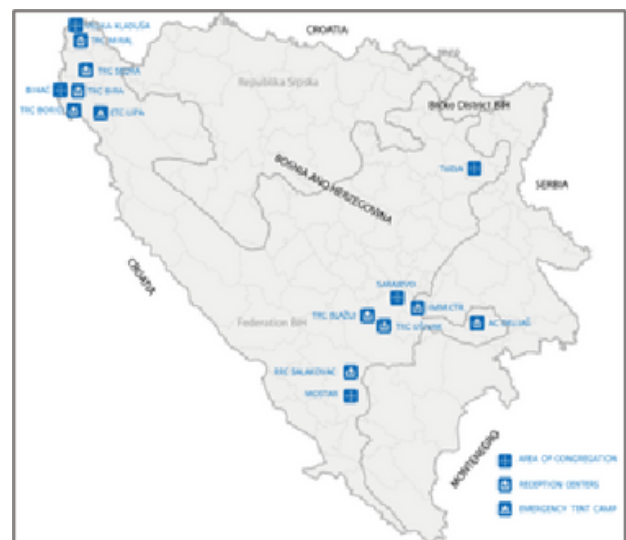 CROATIA
VELIKA KLADUŠA
TRC MIRAL
TRC SEDRA
BIHAĆ
TRC BIRA
TRC BORIĆI
ETC LIPA
Republika Srpska
Brčko District BIH
BOSNIA AND HERZEGOVINA
TUZLA
SERBIA
CROATIA
SARAJEVO
Federation BIH
TRC BLAŽUJ
IMM CTR
TRC UŠIVAK
AC DELIJAŠ
RRC SALAKOVAC
MOSTAR
MONTENEGRO
AREA OF CONGREGATION
RECEPTION CENTERS
EMERGENCY TENT CAMP